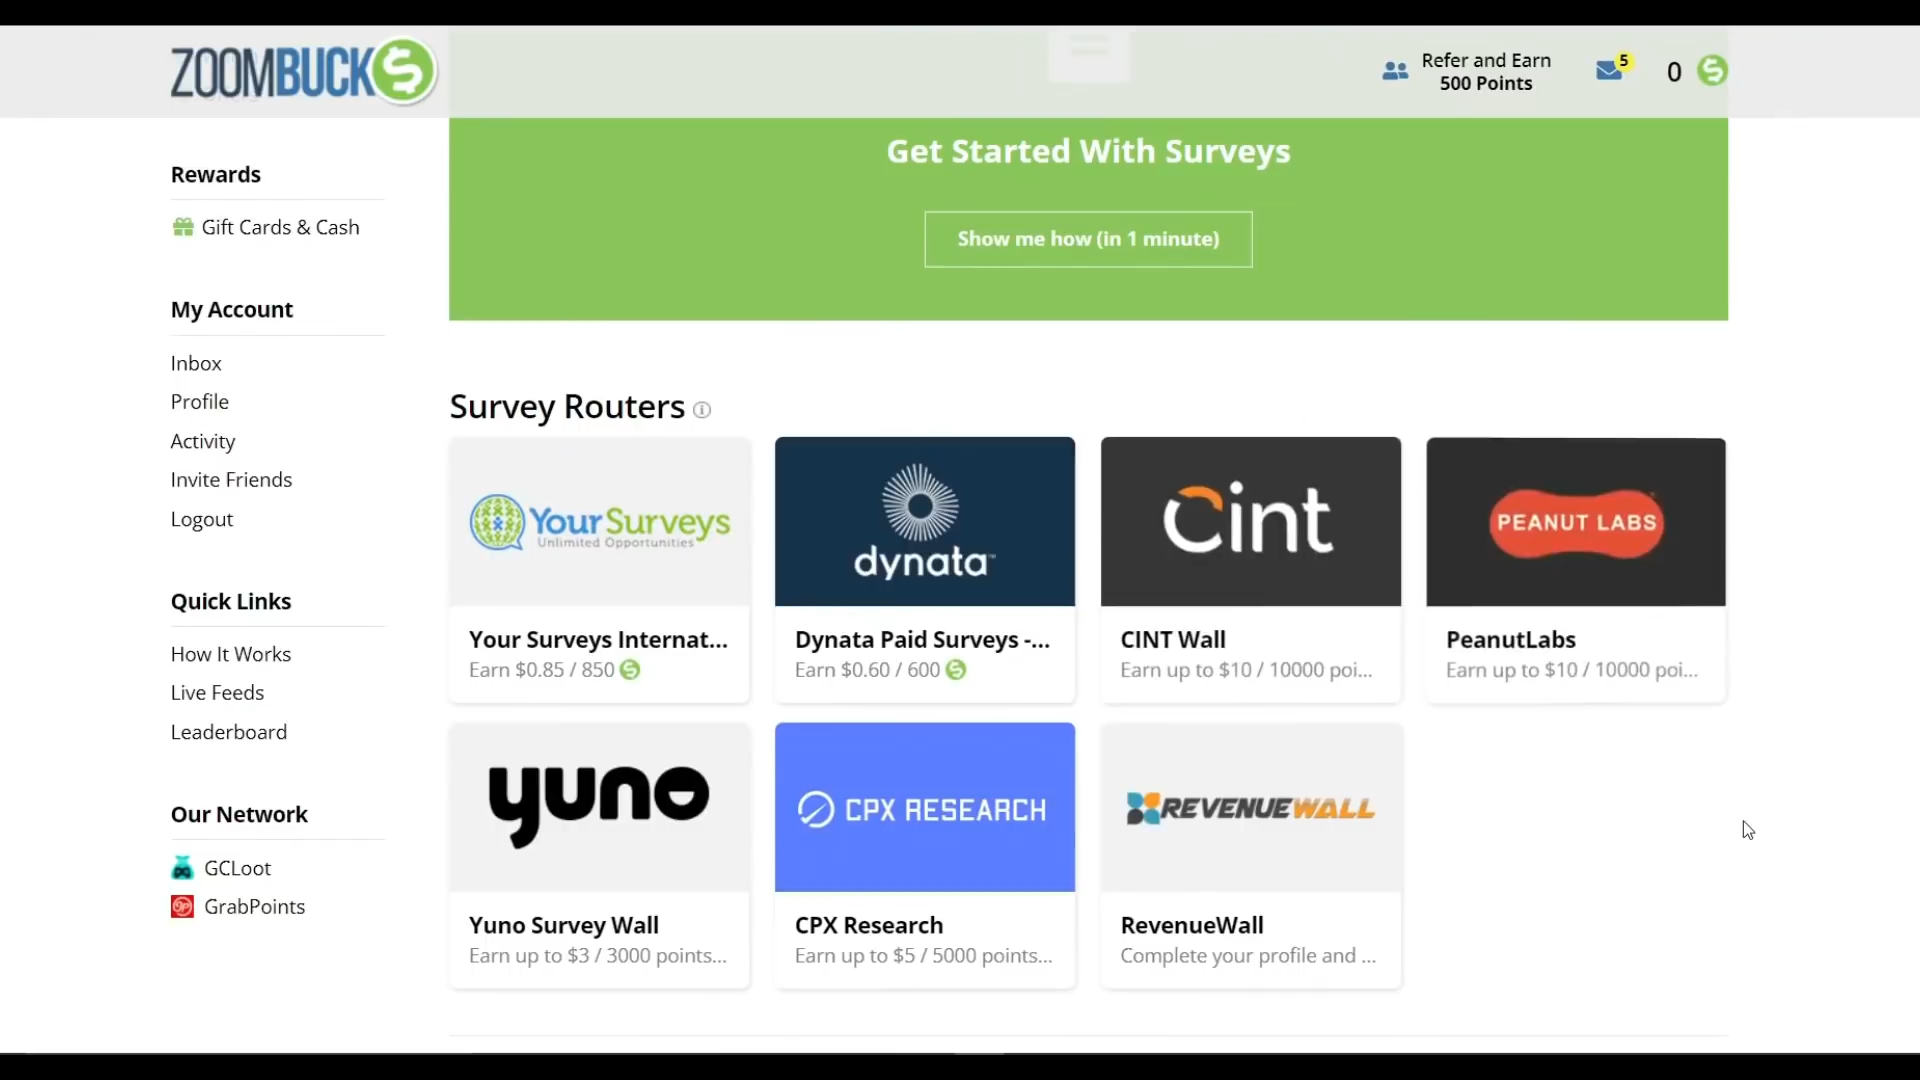 ZOOMBUCK$
Refer and Earn
500 Points
5
0
Rewards
Gift Cards & Cash
My Account
Inbox
Profile
Activity
Invite Friends
Logout
Quick Links
How It Works
Live Feeds
Leaderboard
Our Network
GCLoot
GrabPoints
Get Started With Surveys
Show me how (in 1 minute)
Survey Routers
YourSurveys
Unlimited Opportunities
Your Surveys Internat...
Earn $0.85 / 850
dynata
Dynata Paid Surveys -...
Earn $0.60 / 600
Cint
CINT Wall
Earn up to $10 / 10000 poi...
PEANUT LABS
PeanutLabs
Earn up to $10 / 10000 poi...
yuno
Yuno Survey Wall
Earn up to $3 / 3000 points...
CPX RESEARCH
CPX Research
Earn up to $5 / 5000 points...
REVENUEWALL
RevenueWall
Complete your profile and ...